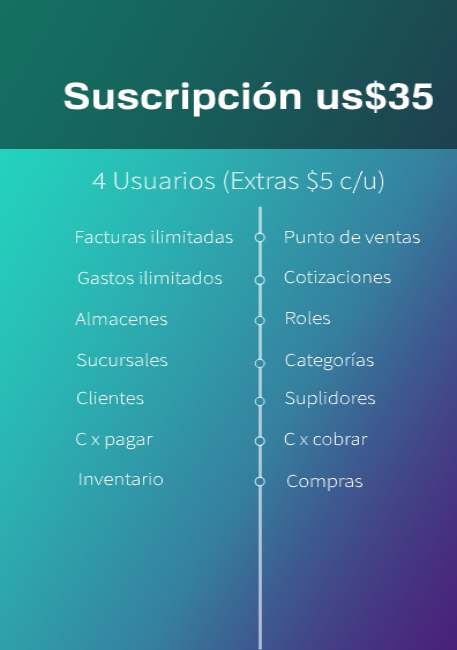 Suscripción us$35
4 Usuarios (Extras $5 c/u)
Facturas ilimitadas
Punto de ventas
Gastos ilimitados
Cotizaciones
Almacenes
Roles
Sucursales
Categorías
Clientes
Suplidores
C x pagar
C x cobrar
Inventario
Compras